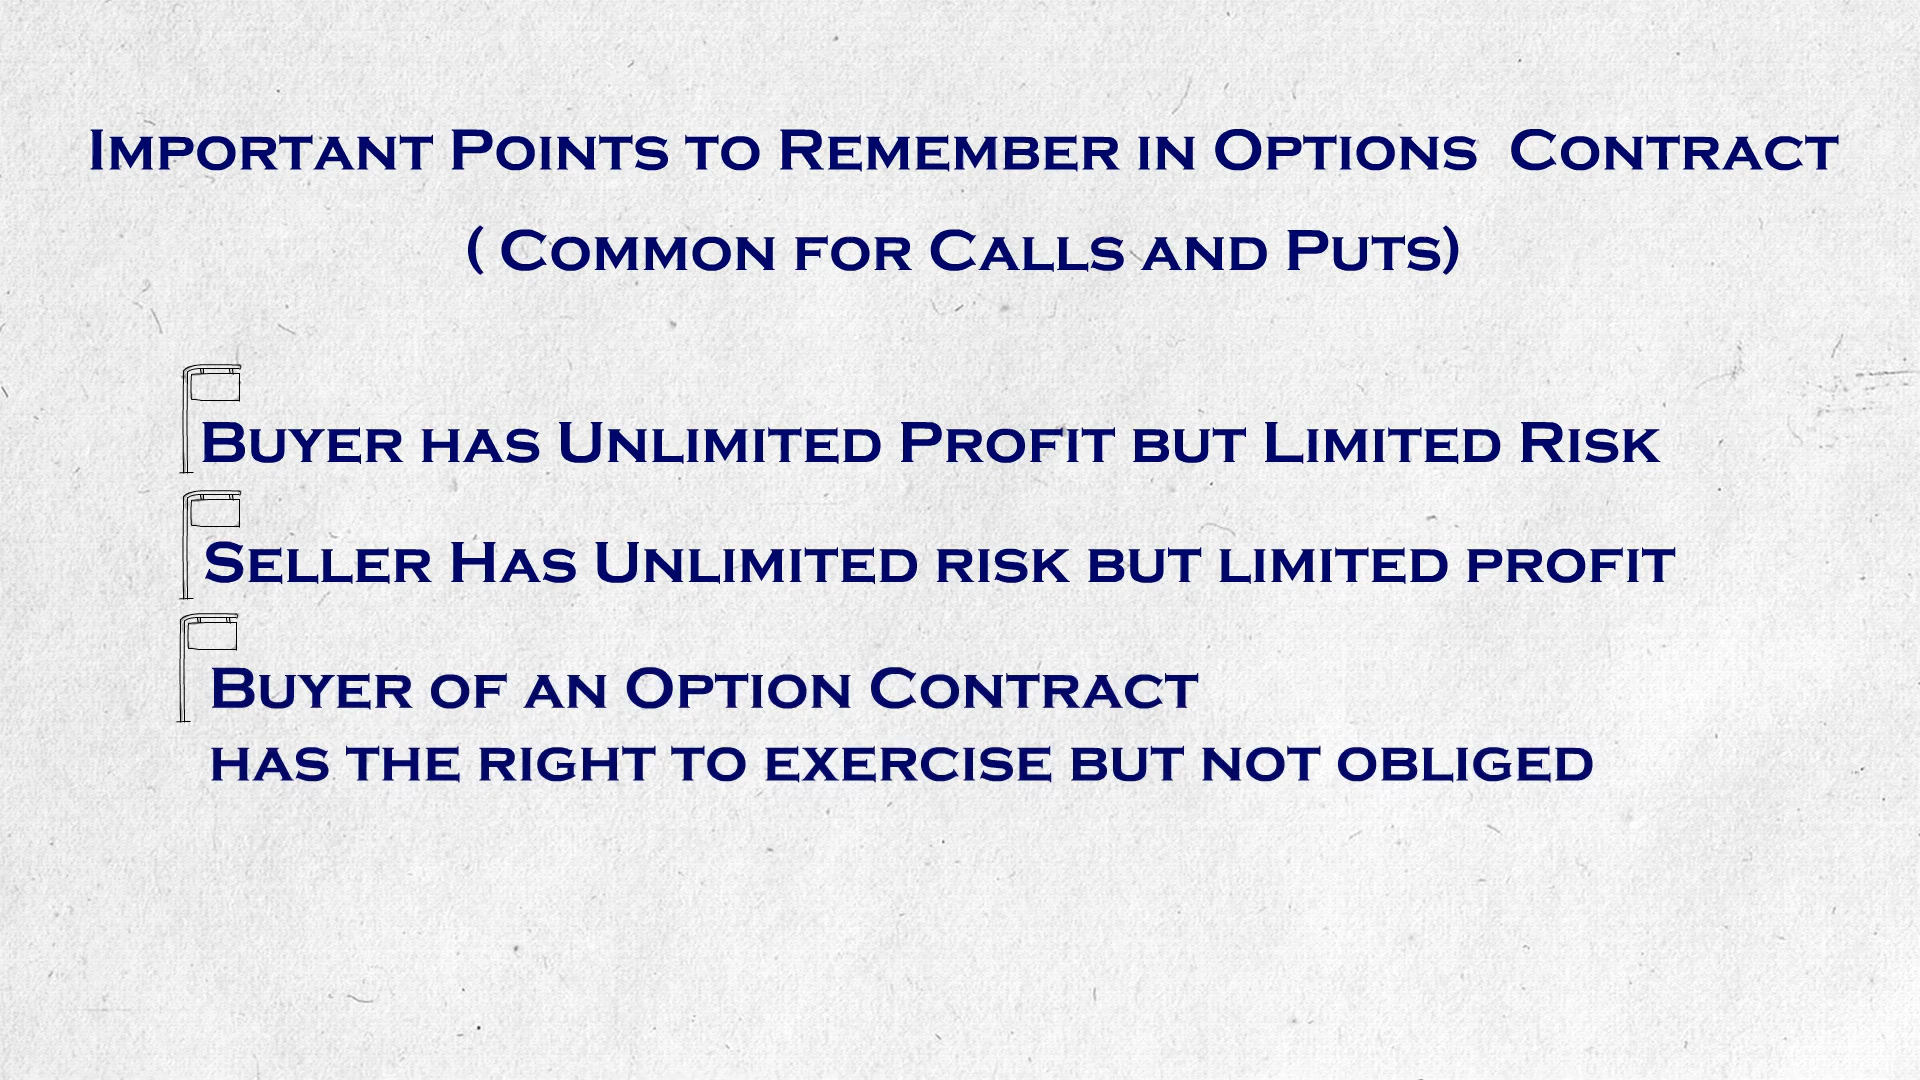 Important Points to Remember in Options Contract
( Common for Calls and Puts)
Buyer has Unlimited Profit but Limited Risk
Seller Has Unlimited risk but limited profit
Buyer of an Option Contract
has the right to exercise but not obliged